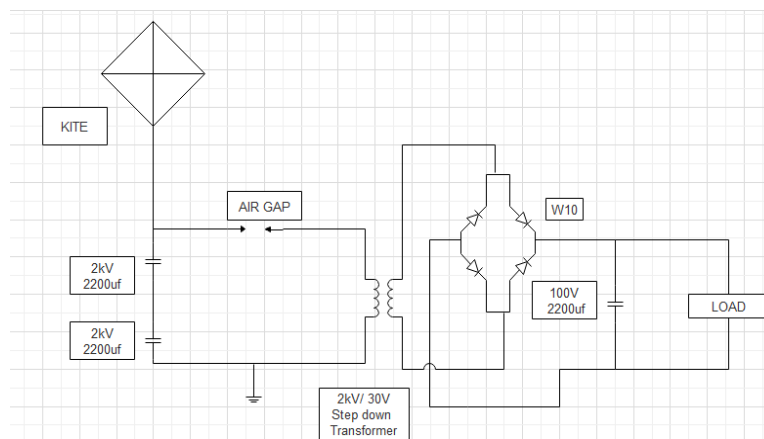 KITE
AIR GAP
W10
2kV
2200uf
2kV
2200uf
100V
2200uf
LOAD
2kV/ 30V
Step down
Transformer